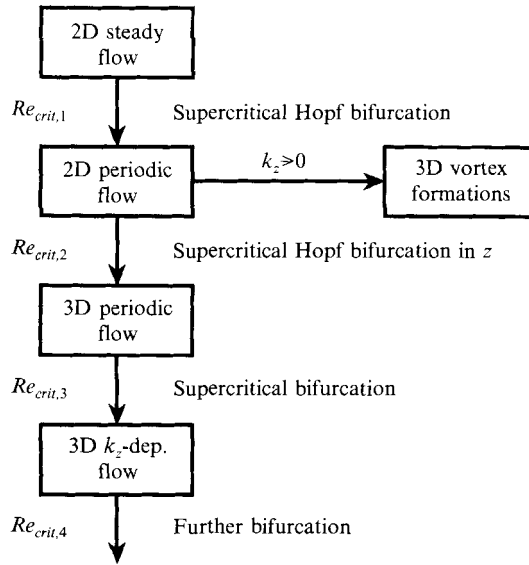 2D steady
flow
Re_crit,1
Supercritical Hopf bifurcation
2D periodic
flow
k_z>0
3D vortex
formations
Re_crit,2
Supercritical Hopf bifurcation in z
3D periodic
flow
Re_crit,3
Supercritical bifurcation
3D k_z-dep.
flow
Re_crit,4
Further bifurcation